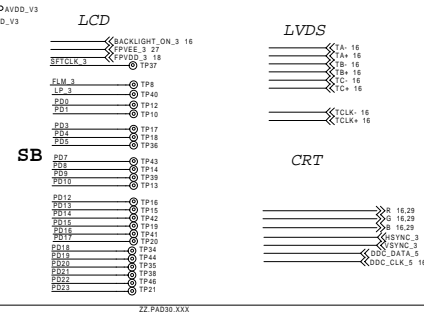 AVDD_V3
D_V3
LCD
BACKLIGHT_ON_3 16
FPVEE_3 27
FPVDD_3 18
SFTCLK_3 TP37
FLM_3 TP8
LP_3 TP40
PD0 TP12
PD1 TP10
PD3 TP17
PD4 TP18
PD5 TP36
SB
PD7 TP43
PD8 TP14
PD9 TP39
PD10 TP13
PD12 TP16
PD13 TP15
PD14 TP42
PD15 TP19
PD16 TP41
PD17 TP20
PD18 TP34
PD19 TP44
PD20 TP35
PD21 TP38
PD22 TP46
PD23 TP21
LVDS
TA- 16
TA+ 16
TB- 16
TB+ 16
TC- 16
TC+ 16
TCLK- 16
TCLK+ 16
CRT
R 16,29
G 16,29
B 16,29
HSYNC_3
VSYNC_3
DDC_DATA_5
DDC_CLK_5 16
ZZ.PAD30.XXX